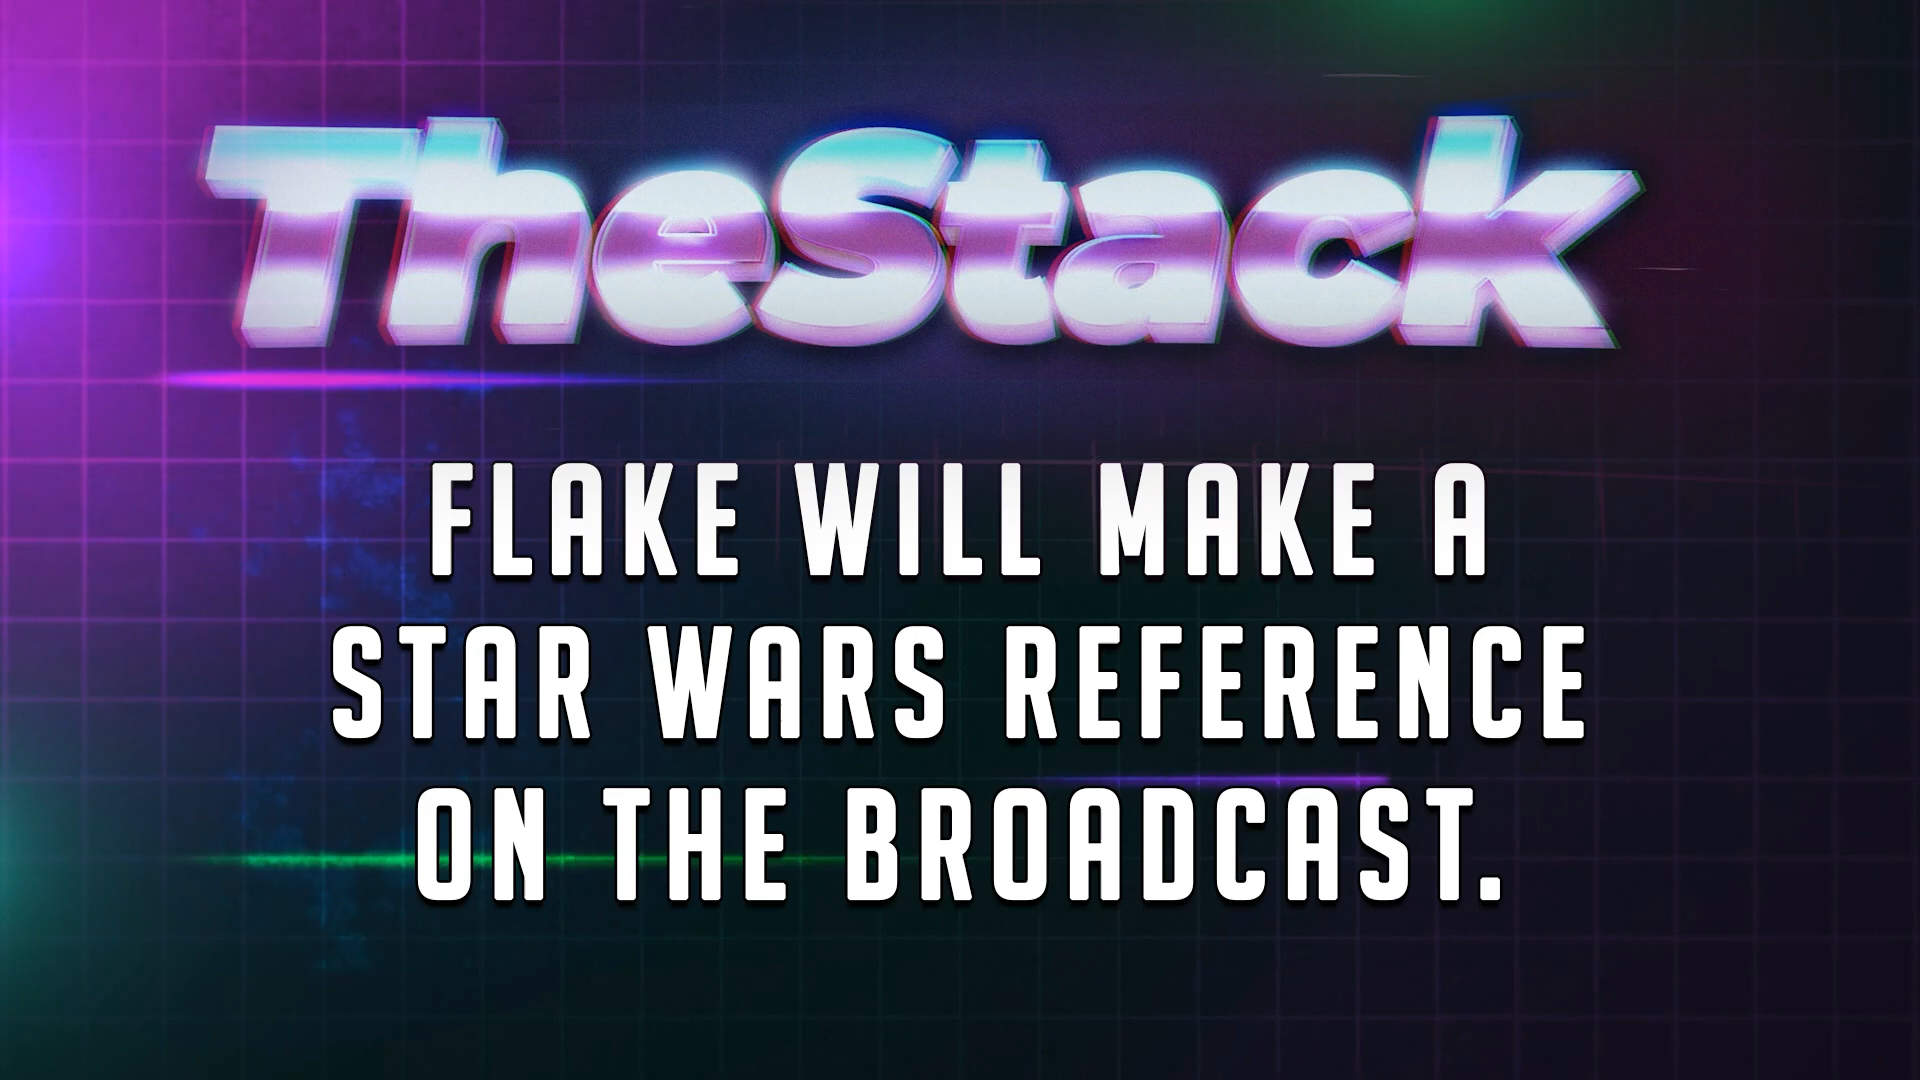 TheStack
FLAKE WILL MAKE A
STAR WARS REFERENCE
ON THE BROADCAST.